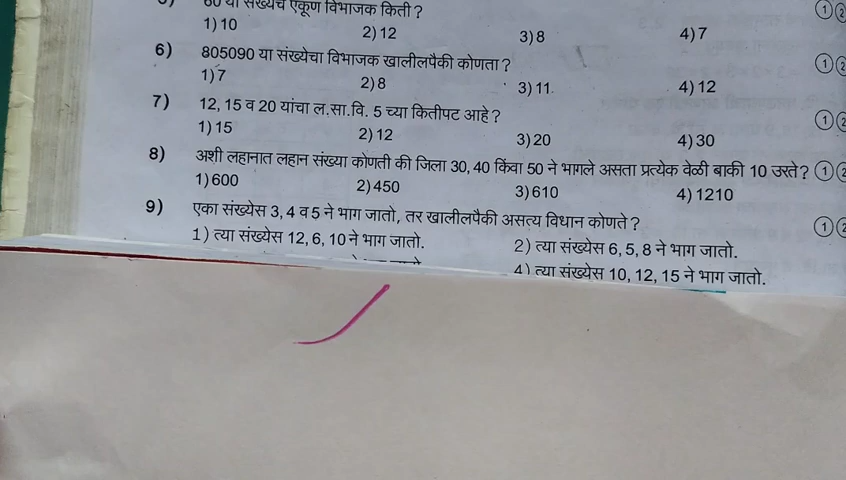 60 या संख्येचे एकूण विभाजक किती ?
1) 10 2) 12 3) 8 4) 7
6) 805090 या संख्येचा विभाजक खालीलपैकी कोणता ? 1
1) 7 2) 8 3) 11. 4) 12
7) 12, 15 व 20 यांचा ल.सा.वि. 5 च्या कितीपट आहे ? 1
1) 15 2) 12 3) 20 4) 30
8) अशी लहानात लहान संख्या कोणती की जिला 30, 40 किंवा 50 ने भागले असता प्रत्येक वेळी बाकी 10 उरते ? 1
1) 600 2) 450 3) 610 4) 1210
9) एका संख्येस 3, 4 व 5 ने भाग जातो, तर खालीलपैकी असत्य विधान कोणते ? 1
1) त्या संख्येस 12, 6, 10 ने भाग जातो. 2) त्या संख्येस 6, 5, 8 ने भाग जातो.
4) त्या संख्येस 10, 12, 15 ने भाग जातो.